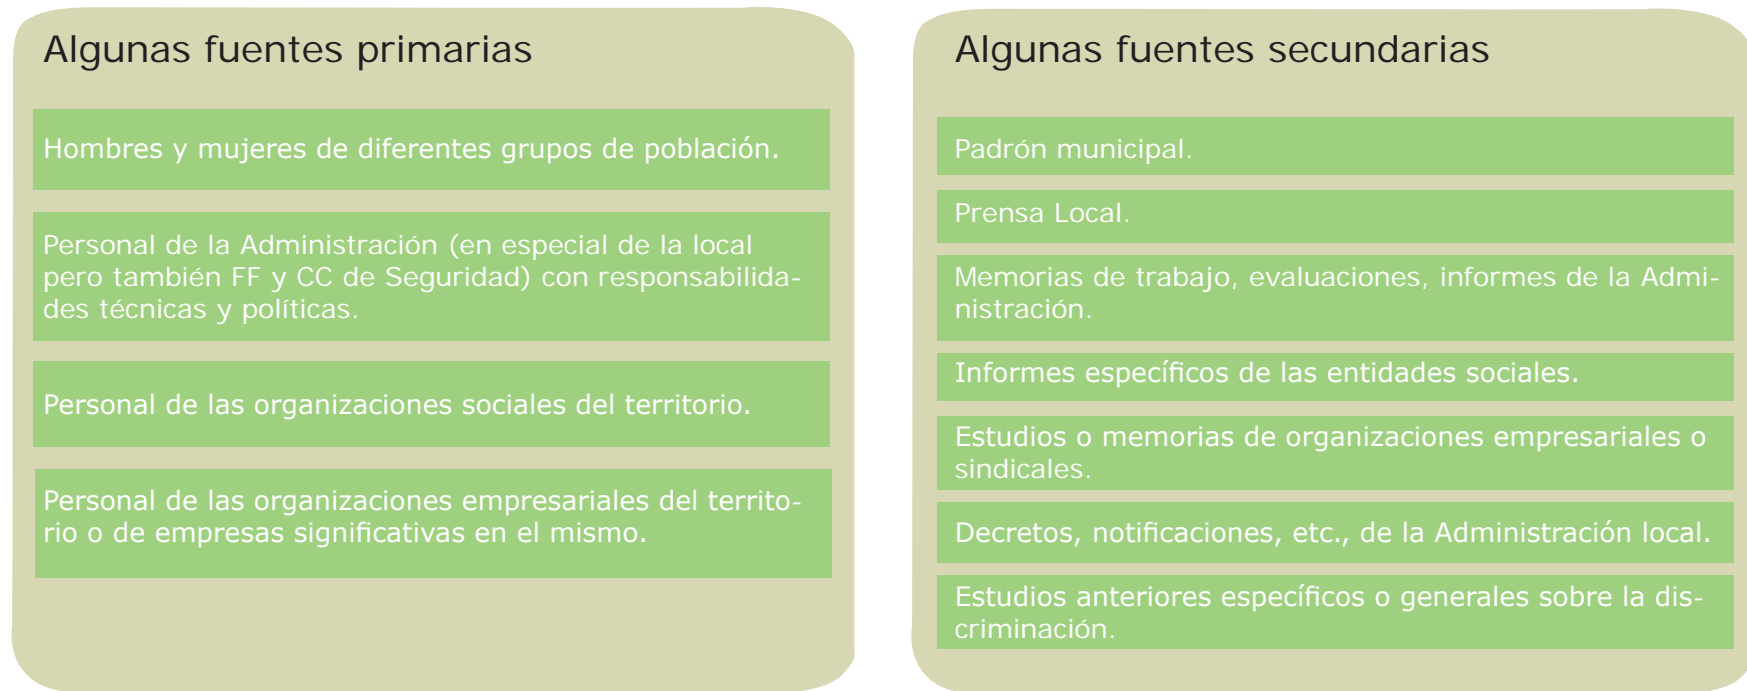 Algunas fuentes primarias
Hombres y mujeres de diferentes grupos de población.
Personal de la Administración (en especial de la local
pero también FF y CC de Seguridad) con responsabilida-
des técnicas y políticas.
Personal de las organizaciones sociales del territorio.
Personal de las organizaciones empresariales del territo-
rio o de empresas significativas en el mismo.
Algunas fuentes secundarias
Padrón municipal.
Prensa Local.
Memorias de trabajo, evaluaciones, informes de la Admi-
nistración.
Informes específicos de las entidades sociales.
Estudios o memorias de organizaciones empresariales o
sindicales.
Decretos, notificaciones, etc., de la Administración local.
Estudios anteriores específicos o generales sobre la dis-
criminación.